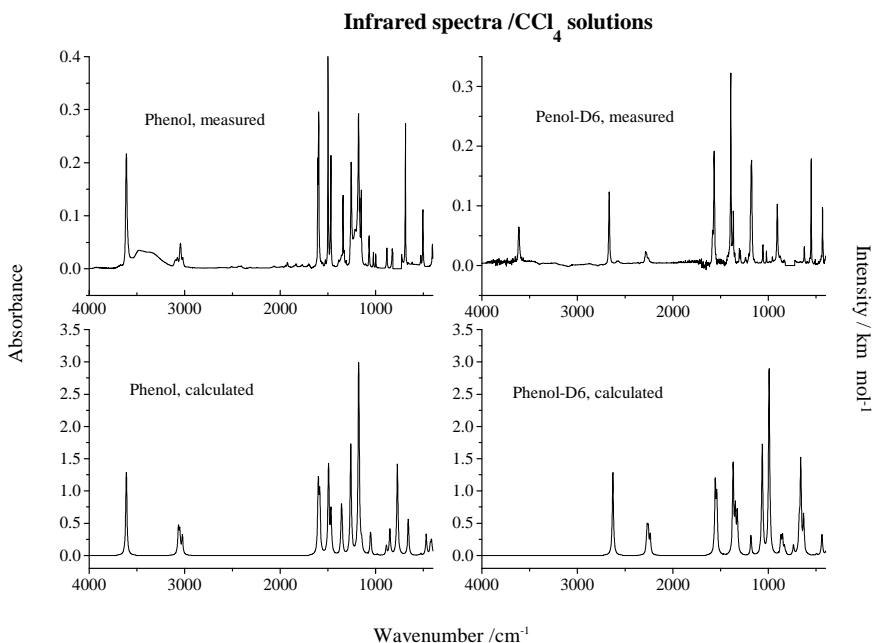 Infrared spectra /CCl4 solutions
Absorbance
Intensity / km mol-1
Phenol, measured
0.4
0.3
0.2
0.1
0.0
4000 3000 2000 1000
Penol-D6, measured
0.3
0.2
0.1
0.0
4000 3000 2000 1000
Phenol, calculated
3.5
3.0
2.5
2.0
1.5
1.0
0.5
0.0
4000 3000 2000 1000
Phenol-D6, calculated
3.5
3.0
2.5
2.0
1.5
1.0
0.5
0.0
4000 3000 2000 1000
Wavenumber /cm-1